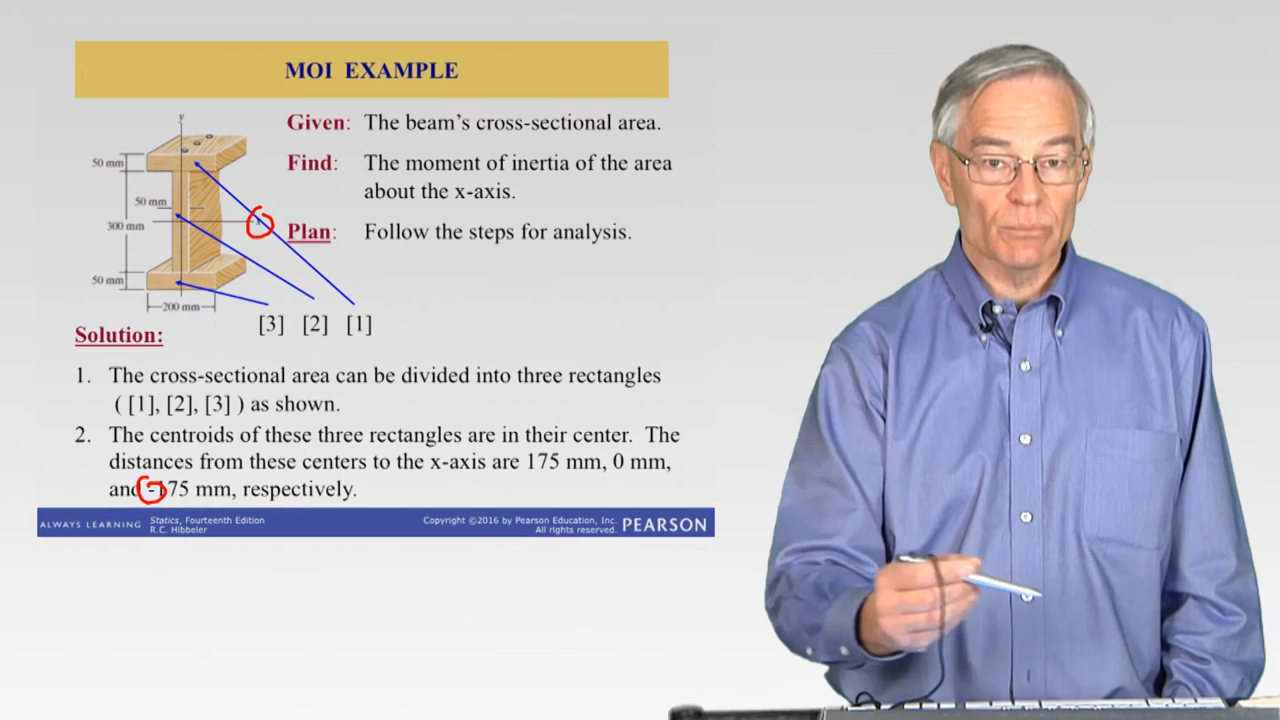 MOI EXAMPLE
Given: The beam's cross-sectional area.
Find: The moment of inertia of the area
about the x-axis.
Plan: Follow the steps for analysis.
y
50 mm
50 mm
x
300 mm
50 mm
200 mm
[3] [2] [1]
Solution:
1. The cross-sectional area can be divided into three rectangles
( [1], [2], [3] ) as shown.
2. The centroids of these three rectangles are in their center. The
distances from these centers to the x-axis are 175 mm, 0 mm,
and -175 mm, respectively.
ALWAYS LEARNING
Statics, Fourteenth Edition
R.C. Hibbeler
Copyright ©2016 by Pearson Education, Inc.
All rights reserved.
PEARSON